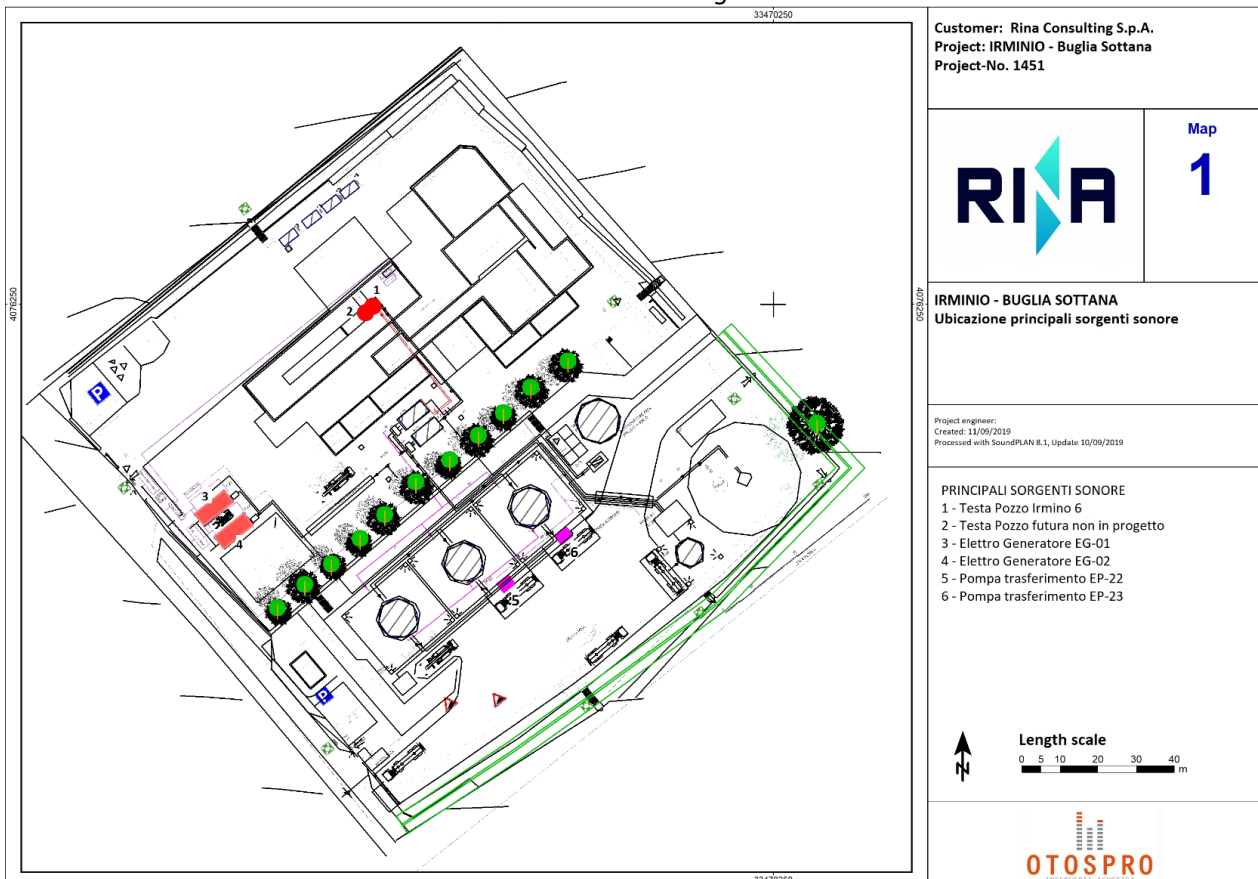 33470250
4076250
4076250
1
2
3
4
5
6
P
P
33470250
Customer: Rina Consulting S.p.A.
Project: IRMINIO - Buglia Sottana
Project-No. 1451
RINA
Map
1
IRMINIO - BUGLIA SOTTANA
Ubicazione principali sorgenti sonore
Project engineer:
Created: 11/09/2019
Processed with SoundPLAN 8.1, Update 10/09/2019
PRINCIPALI SORGENTI SONORE
1 - Testa Pozzo Irmino 6
2 - Testa Pozzo futura non in progetto
3 - Elettro Generatore EG-01
4 - Elettro Generatore EG-02
5 - Pompa trasferimento EP-22
6 - Pompa trasferimento EP-23
N
Length scale
0 5 10 20 30 40
m
OTOSPRO